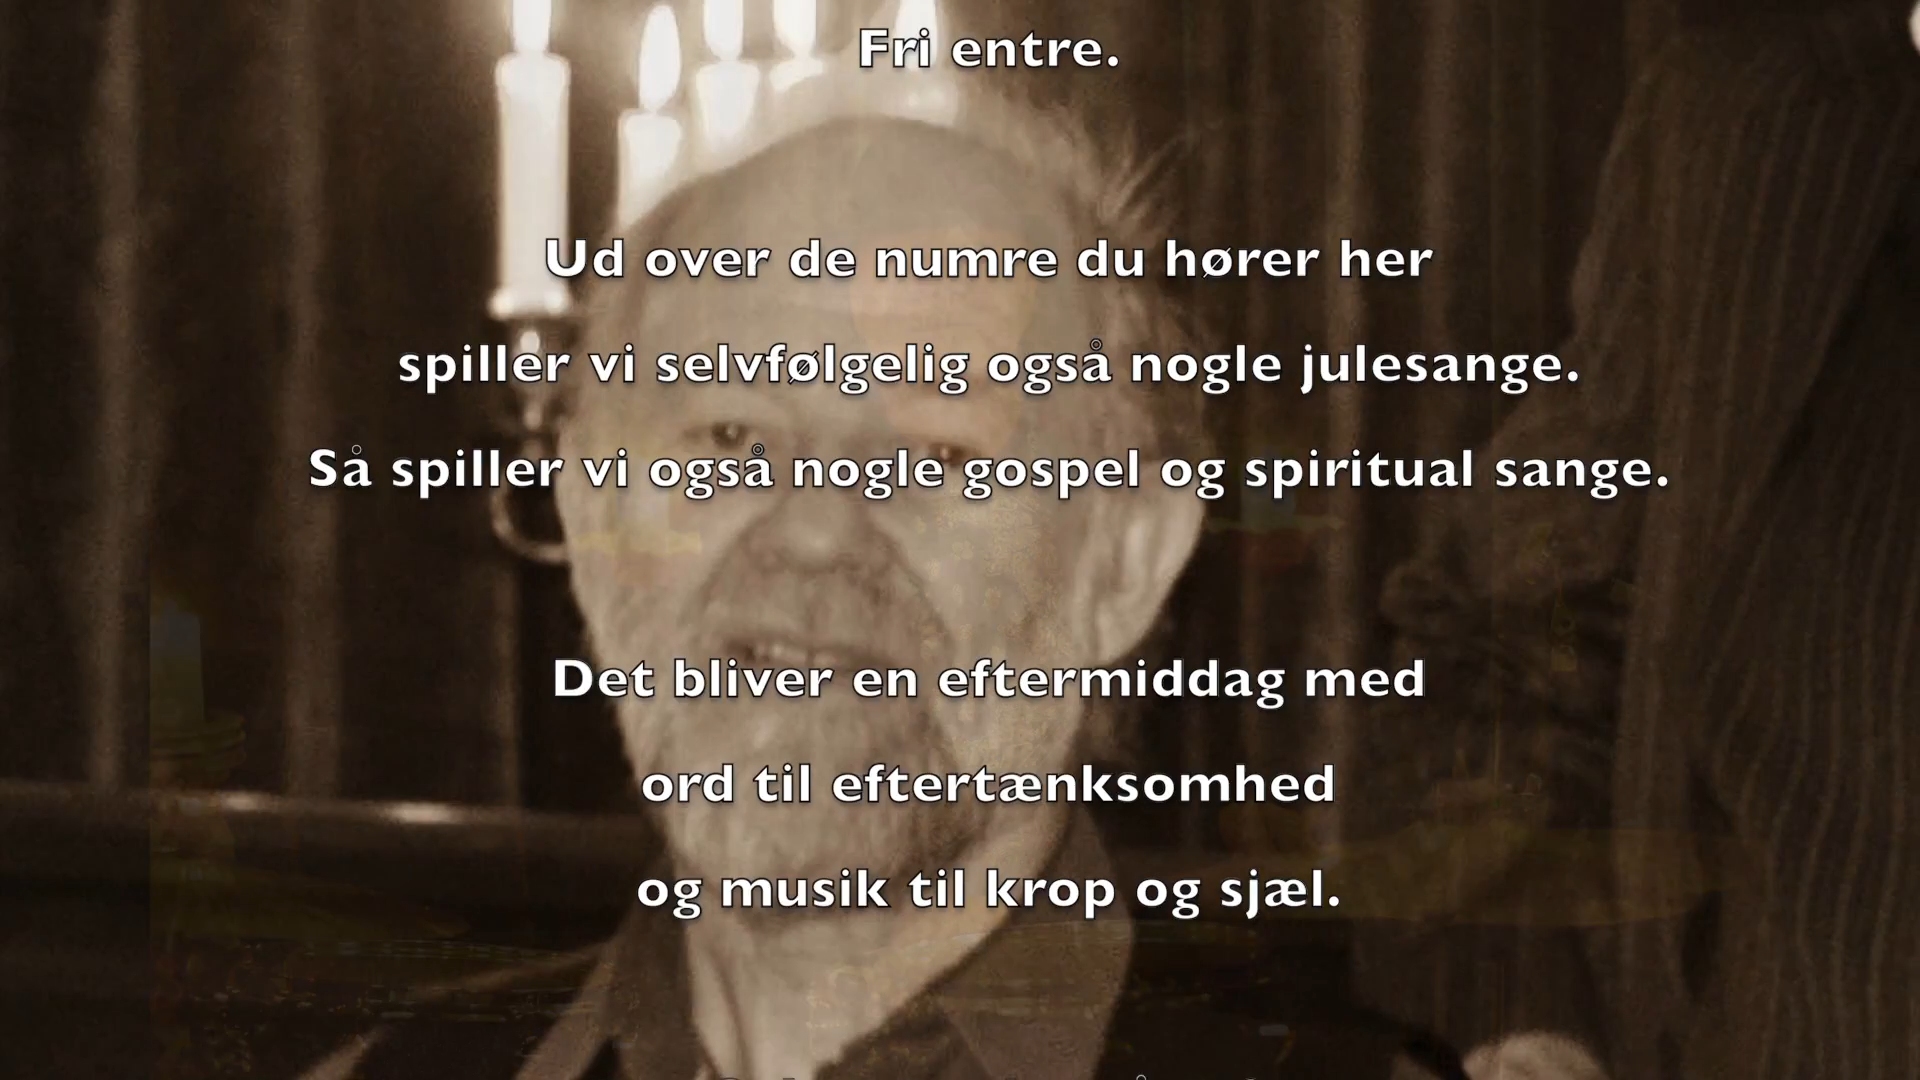 Fri entre.
Ud over de numre du hører her
spiller vi selvfølgelig også nogle julesange.
Så spiller vi også nogle gospel og spiritual sange.
Det bliver en eftermiddag med
ord til eftertænksomhed
og musik til krop og sjæl.